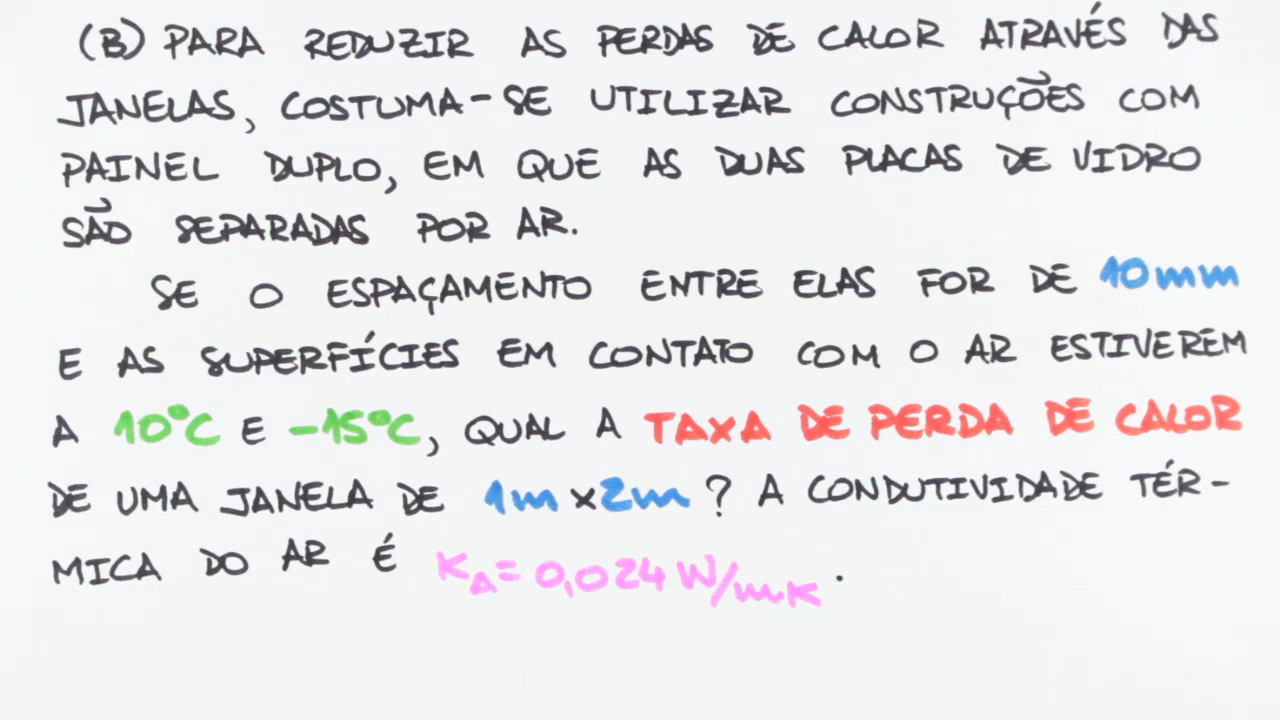 (B) PARA REDUZIR AS PERDAS DE CALOR ATRAVÉS DAS
JANELAS, COSTUMA-SE UTILIZAR CONSTRUÇÕES COM
PAINEL DUPLO, EM QUE AS DUAS PLACAS DE VIDRO
SÃO SEPARADAS POR AR.
SE O ESPAÇAMENTO ENTRE ELAS FOR DE 10mm
E AS SUPERFÍCIES EM CONTATO COM O AR ESTIVEREM
A 10°C E -15°C, QUAL A TAXA DE PERDA DE CALOR
DE UMA JANELA DE 1m x 2m? A CONDUTIVIDADE TÉR-
MICA DO AR É KA = 0,024 W/m.K.